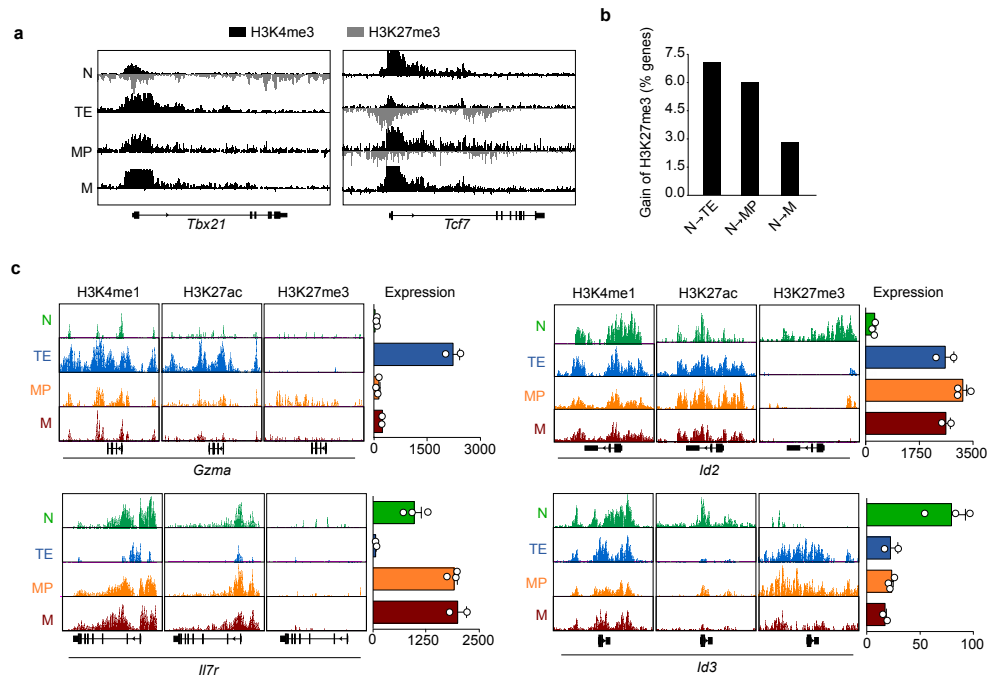 a
H3K4me3 H3K27me3
N
TE
MP
M
Tbx21 Tcf7
b
Gain of H3K27me3 (% genes)
7.5
6.0
4.5
3.0
1.5
0.0
N→TE N→MP N→M
c
H3K4me1 H3K27ac H3K27me3 Expression
N
TE
MP
M
0 1500 3000
Gzma
H3K4me1 H3K27ac H3K27me3 Expression
N
TE
MP
M
0 1750 3500
Id2
N
TE
MP
M
0 1250 2500
Il7r
N
TE
MP
M
0 50 100
Id3